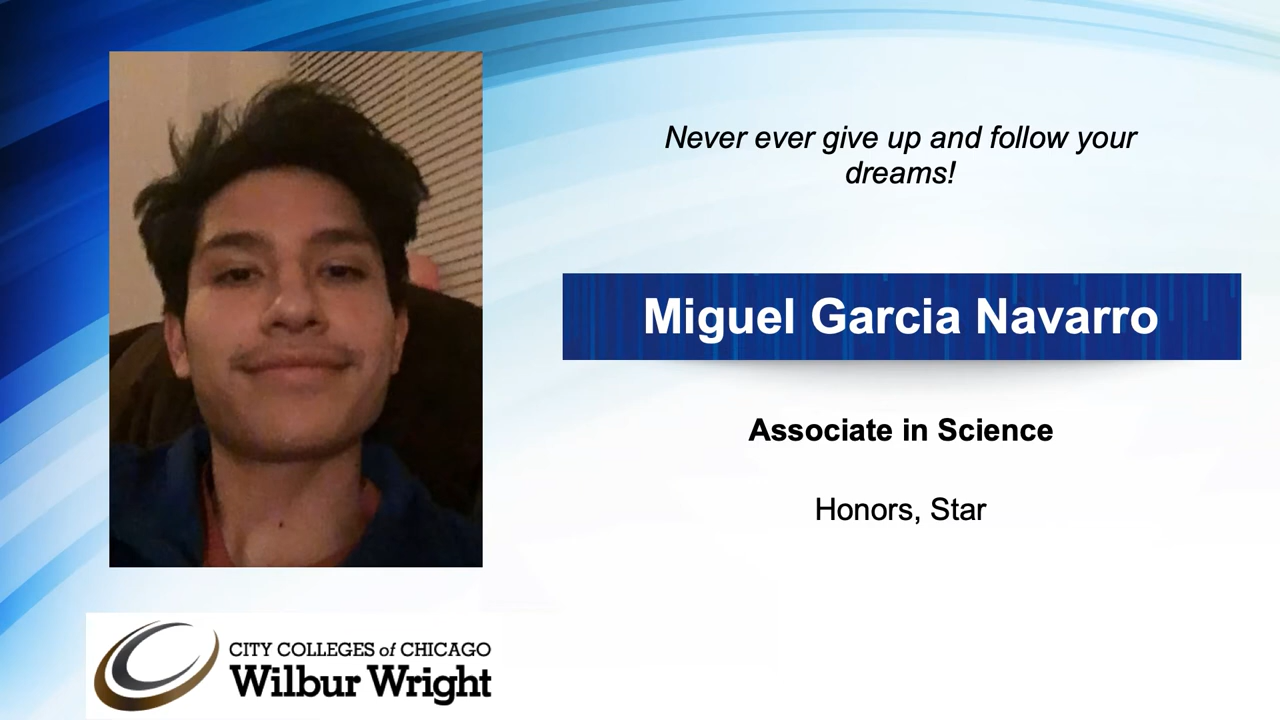 Never ever give up and follow your
dreams!
Miguel Garcia Navarro
Associate in Science
Honors, Star
CITY COLLEGES of CHICAGO
Wilbur Wright